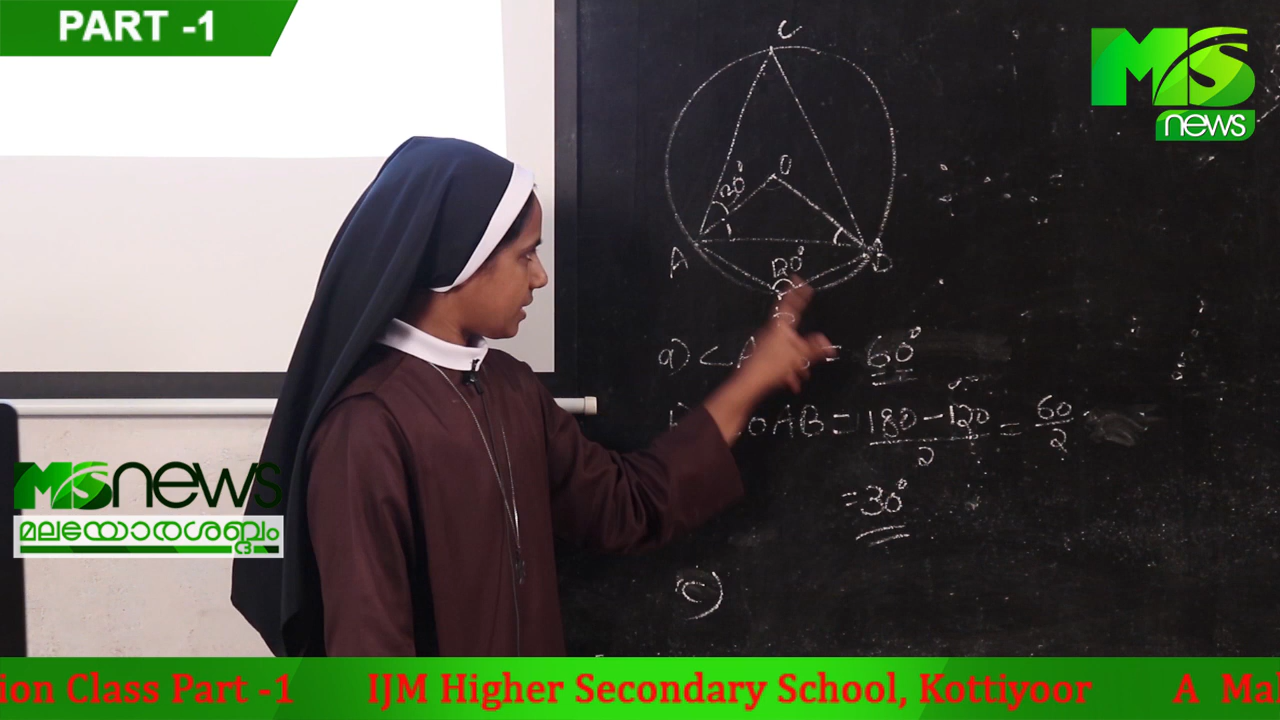 PART -1
MS
news
C
O
20°
A
B
120°
a) <A = 60°
OAB = 180 - 120 = 60
2 2
= 30°
c)
MSnews
മലയോരശബ്ദം
ion Class Part -1 IJM Higher Secondary School, Kottiyoor A Mal